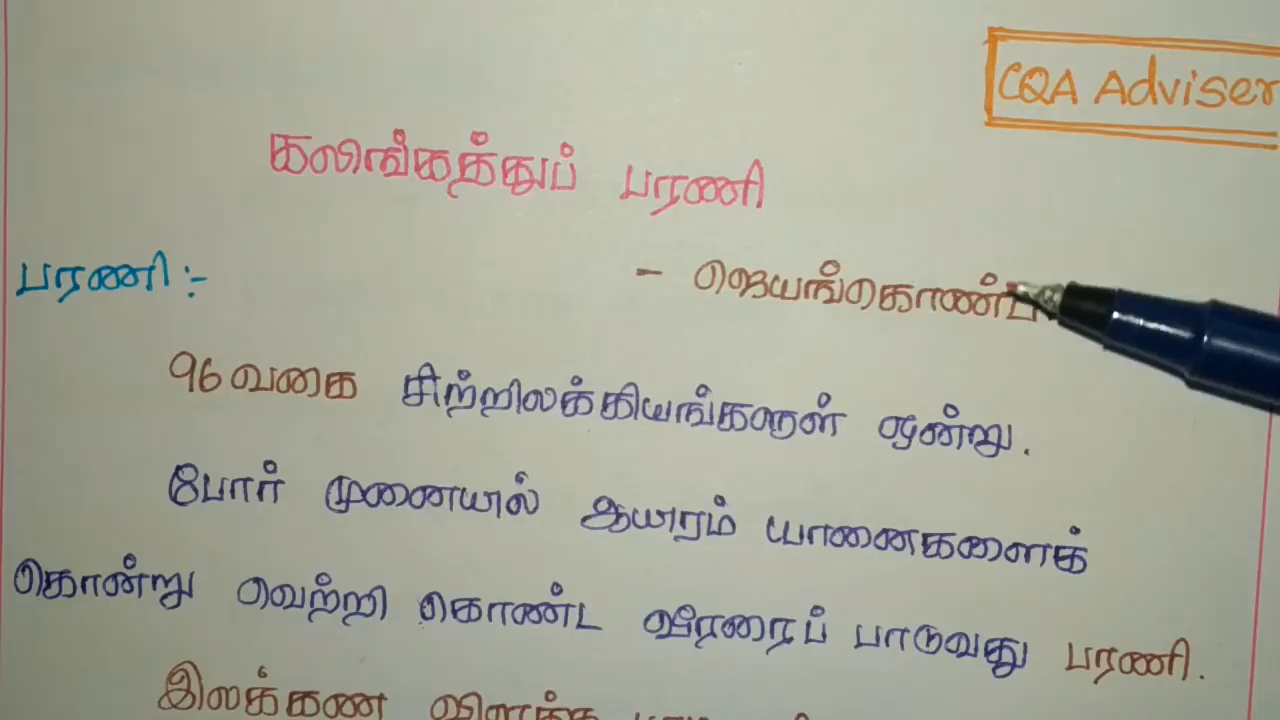 CQA Adviser
கலிங்கத்துப் பரணி
பரணி :-
- ஜெயங்கொண்
96 வகை சிற்றிலக்கியங்களுள் ஒன்று.
போர் முனையில் ஆயிரம் யானைகளைக்
கொன்று வெற்றி கொண்ட வீரரைப் பாடுவது பரணி.
இலக்கண விளக்க